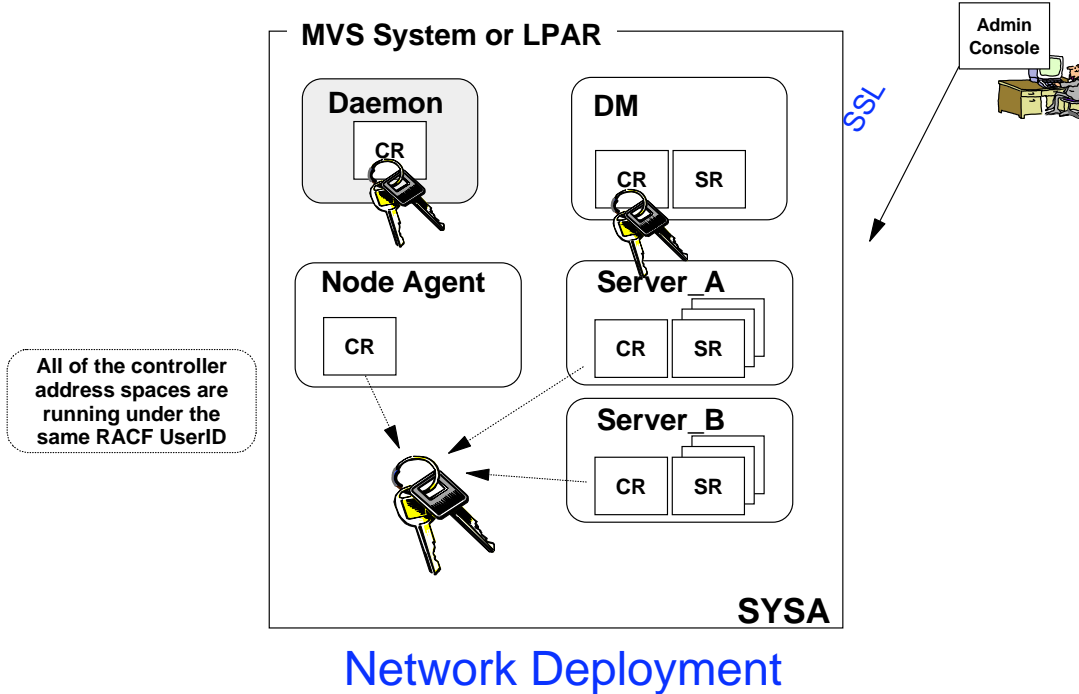 MVS System or LPAR
Admin
Console
SSL
Daemon
CR
DM
CR
SR
Node Agent
CR
Server_A
CR
SR
All of the controller
address spaces are
running under the
same RACF UserID
Server_B
CR
SR
SYSA
Network Deployment